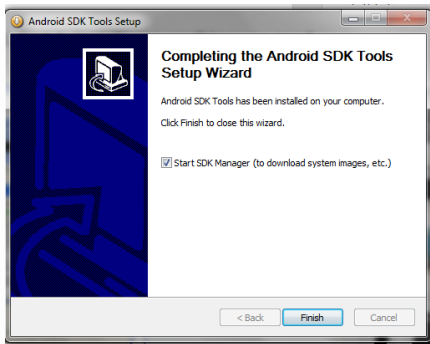 Android SDK Tools Setup
Completing the Android SDK Tools
Setup Wizard
Android SDK Tools has been installed on your computer.
Click Finish to close this wizard.
Start SDK Manager (to download system images, etc.)
< Back
Finish
Cancel